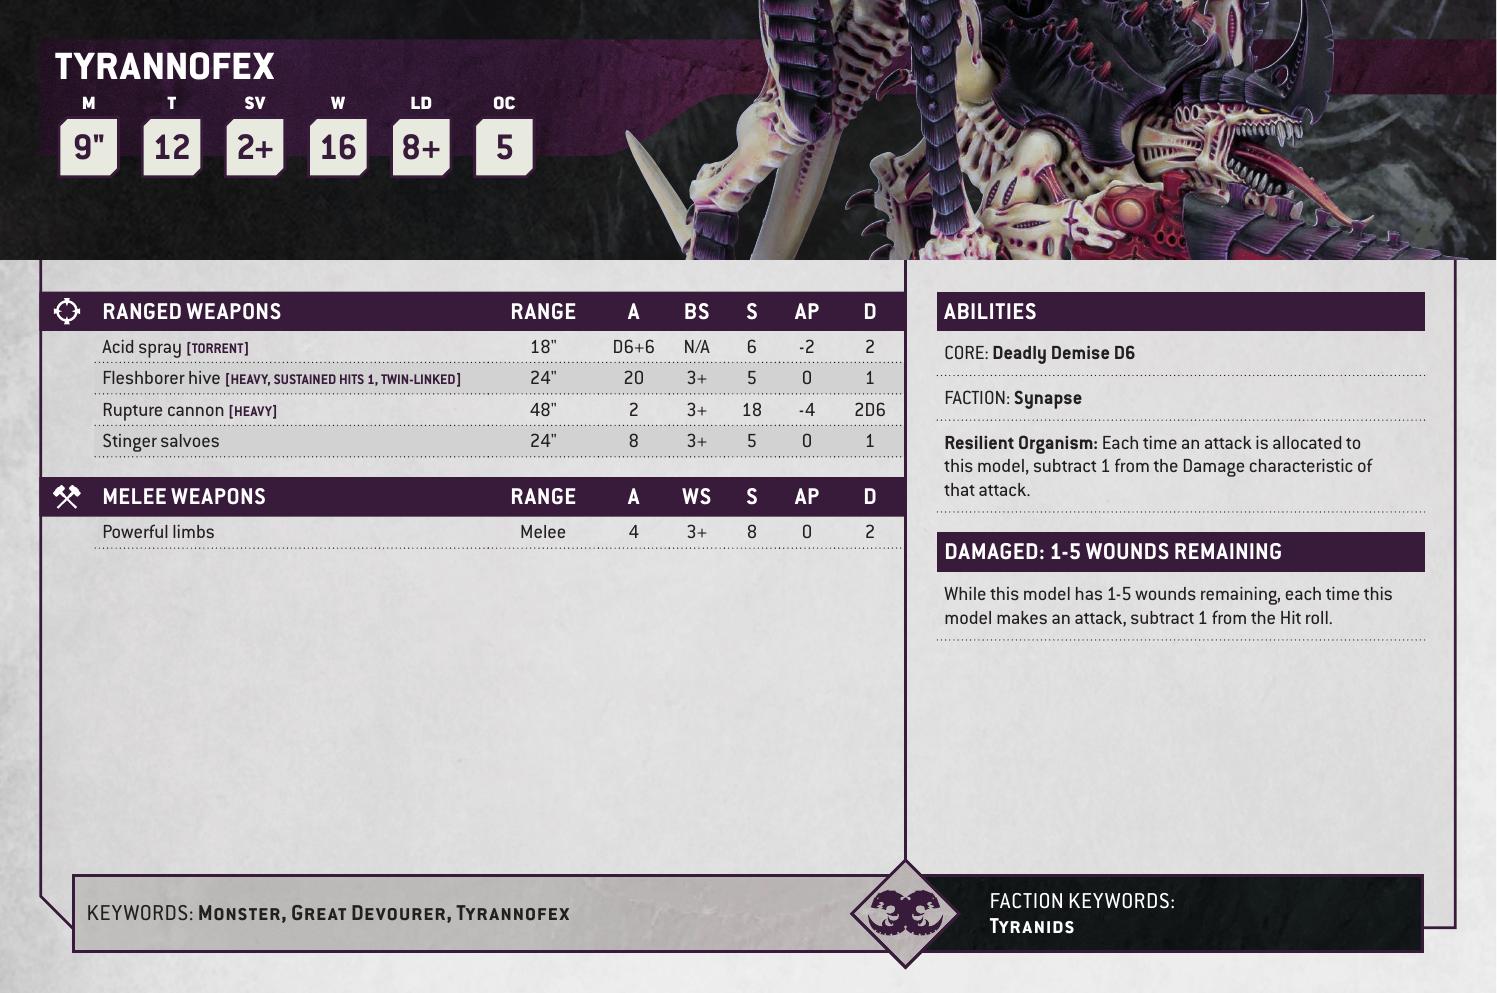 TYRANNOFEX
M T SV W LD OC
9" 12 2+ 16 8+ 5
RANGED WEAPONS RANGE A BS S AP D
Acid spray [TORRENT] 18" D6+6 N/A 6 -2 2
Fleshborer hive [HEAVY, SUSTAINED HITS 1, TWIN-LINKED] 24" 20 3+ 5 0 1
Rupture cannon [HEAVY] 48" 2 3+ 18 -4 2D6
Stinger salvoes 24" 8 3+ 5 0 1
MELEE WEAPONS RANGE A WS S AP D
Powerful limbs Melee 4 3+ 8 0 2
ABILITIES
CORE: Deadly Demise D6
FACTION: Synapse
Resilient Organism: Each time an attack is allocated to
this model, subtract 1 from the Damage characteristic of
that attack.
DAMAGED: 1-5 WOUNDS REMAINING
While this model has 1-5 wounds remaining, each time this
model makes an attack, subtract 1 from the Hit roll.
KEYWORDS: MONSTER, GREAT DEVOURER, TYRANNOFEX
FACTION KEYWORDS:
TYRANIDS